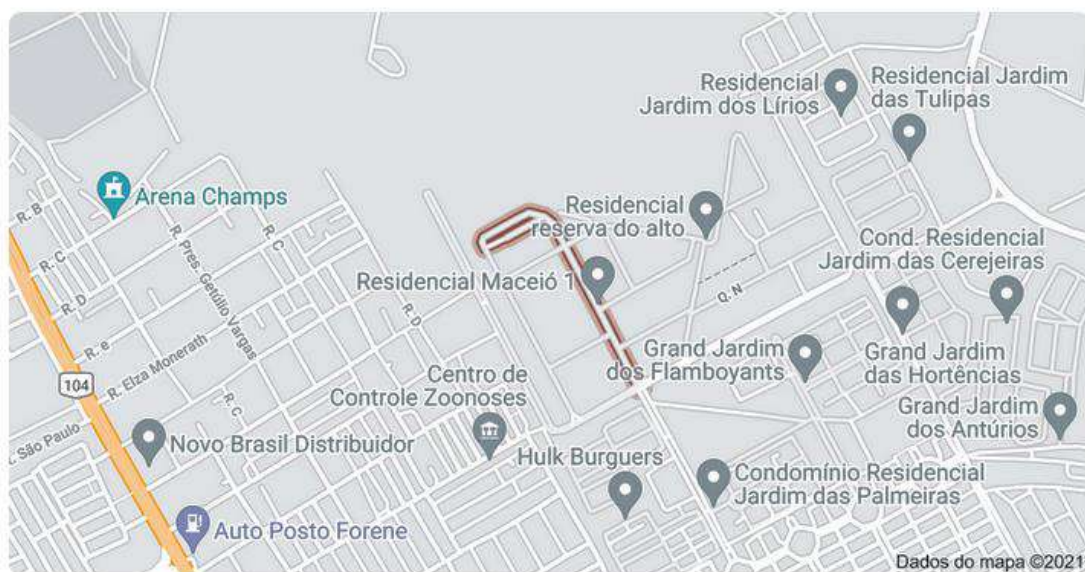 Residencial
Jardim dos Lírios
Residencial Jardim
das Tulipas
Arena Champs
R. B
R. C
R. D
R. e
R. C
R. Pres. Getúlio Vargas
R. C
R. D
R. Elza Monerath
Residencial
reserva do alto
Residencial Maceió 1
Q. N
Cond. Residencial
Jardim das Cerejeiras
104
Grand Jardim
dos Flamboyants
Grand Jardim
das Hortências
Grand Jardim
dos Antúrios
Centro de
Controle Zoonoses
São Paulo
Novo Brasil Distribuidor
Hulk Burguers
Condomínio Residencial
Jardim das Palmeiras
Auto Posto Forene
Dados do mapa ©2021